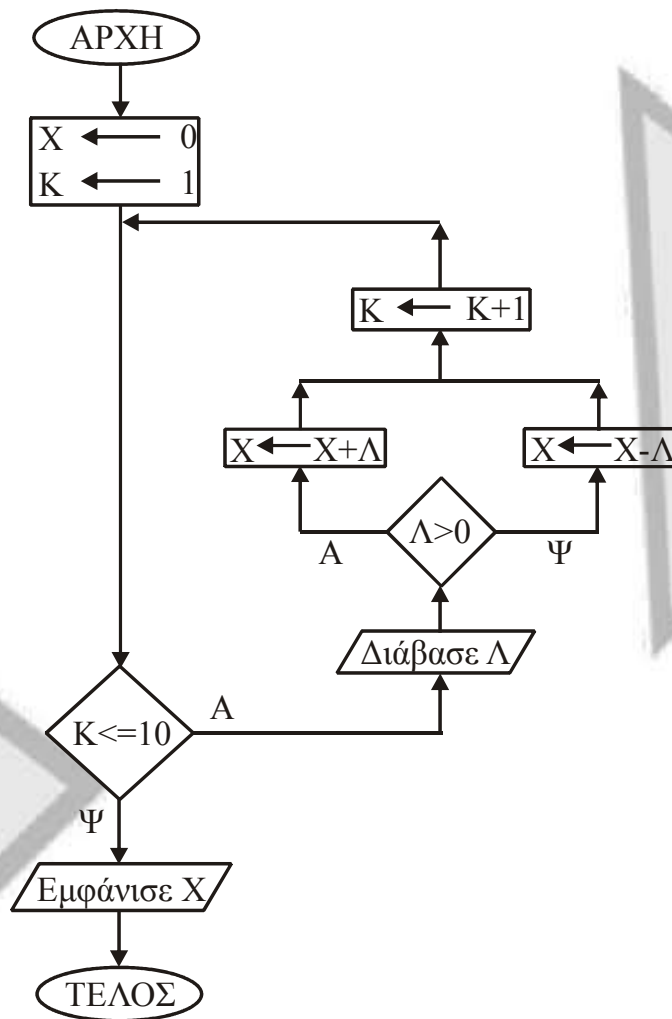 ΑΡΧΗ
Χ ← 0
Κ ← 1
Κ ← Κ+1
Χ ← Χ+Λ
Χ ← Χ-Λ
Λ>0
Α
Ψ
Διάβασε Λ
Α
Κ<=10
Ψ
Εμφάνισε Χ
ΤΕΛΟΣ